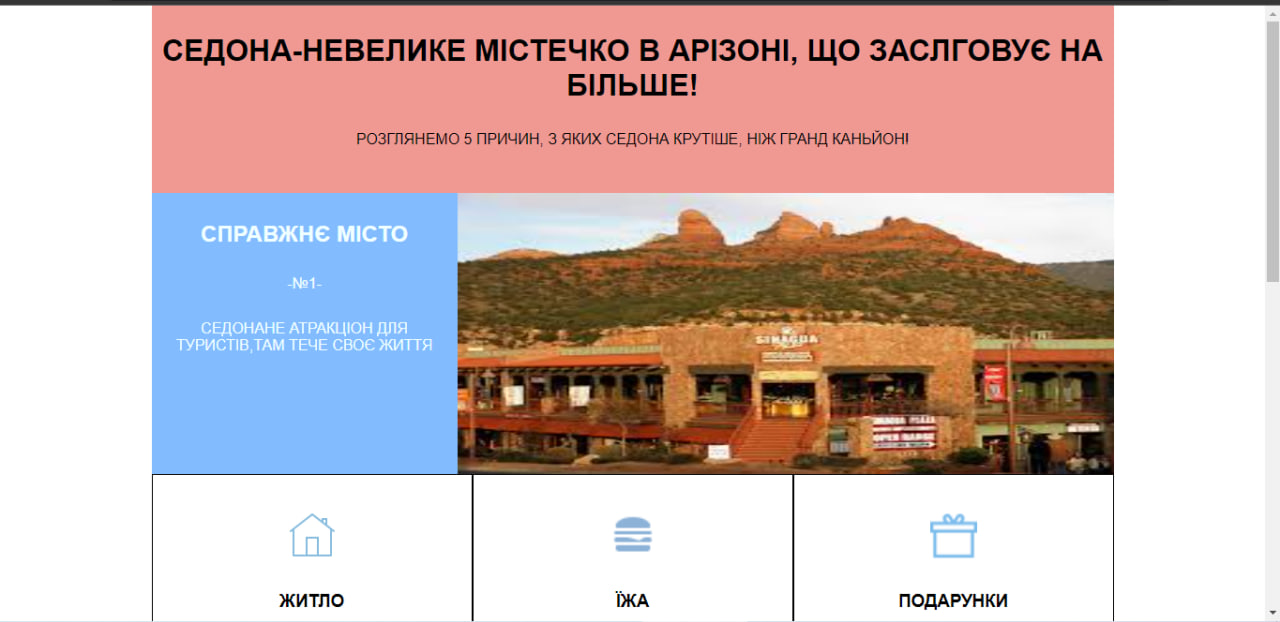 СЕДОНА-НЕВЕЛИКЕ МІСТЕЧКО В АРІЗОНІ, ЩО ЗАСЛГОВУЄ НА
БІЛЬШЕ!
РОЗГЛЯНЕМО 5 ПРИЧИН, З ЯКИХ СЕДОНА КРУТІШЕ, НІЖ ГРАНД КАНЬЙОН!
СПРАВЖНЄ МІСТО
-№1-
СЕДОНАНЕ АТРАКЦІОН ДЛЯ
ТУРИСТІВ,ТАМ ТЕЧЕ СВОЄ ЖИТТЯ
SINAGUA
OPEN
ЖИТЛО
ЇЖА
ПОДАРУНКИ